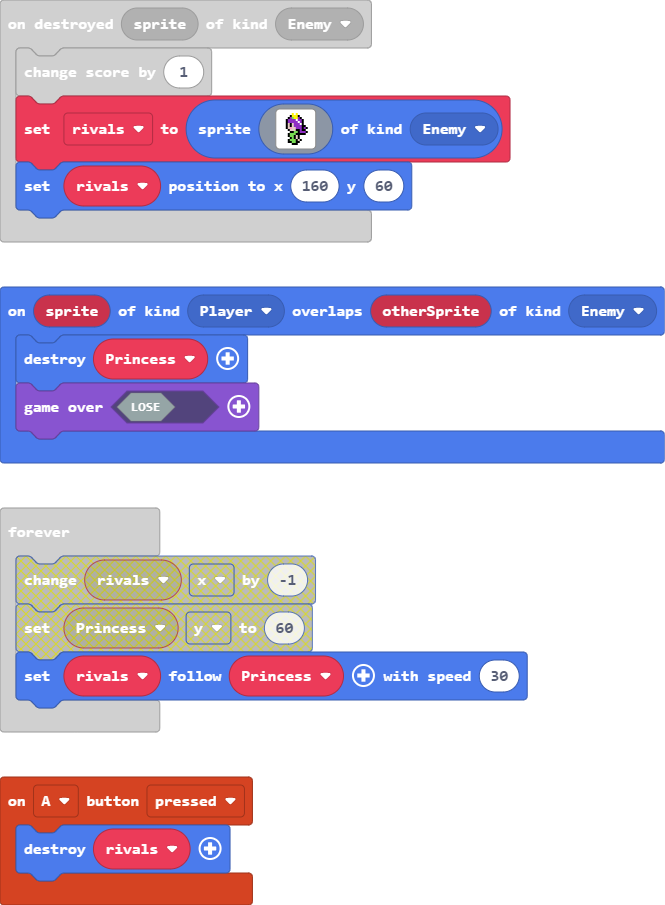 on destroyed sprite of kind Enemy
change score by 1
set rivals to sprite of kind Enemy
set rivals position to x 160 y 60
on sprite of kind Player overlaps otherSprite of kind Enemy
destroy Princess
game over LOSE
forever
change rivals x by -1
set Princess y to 60
set rivals follow Princess with speed 30
on A button pressed
destroy rivals